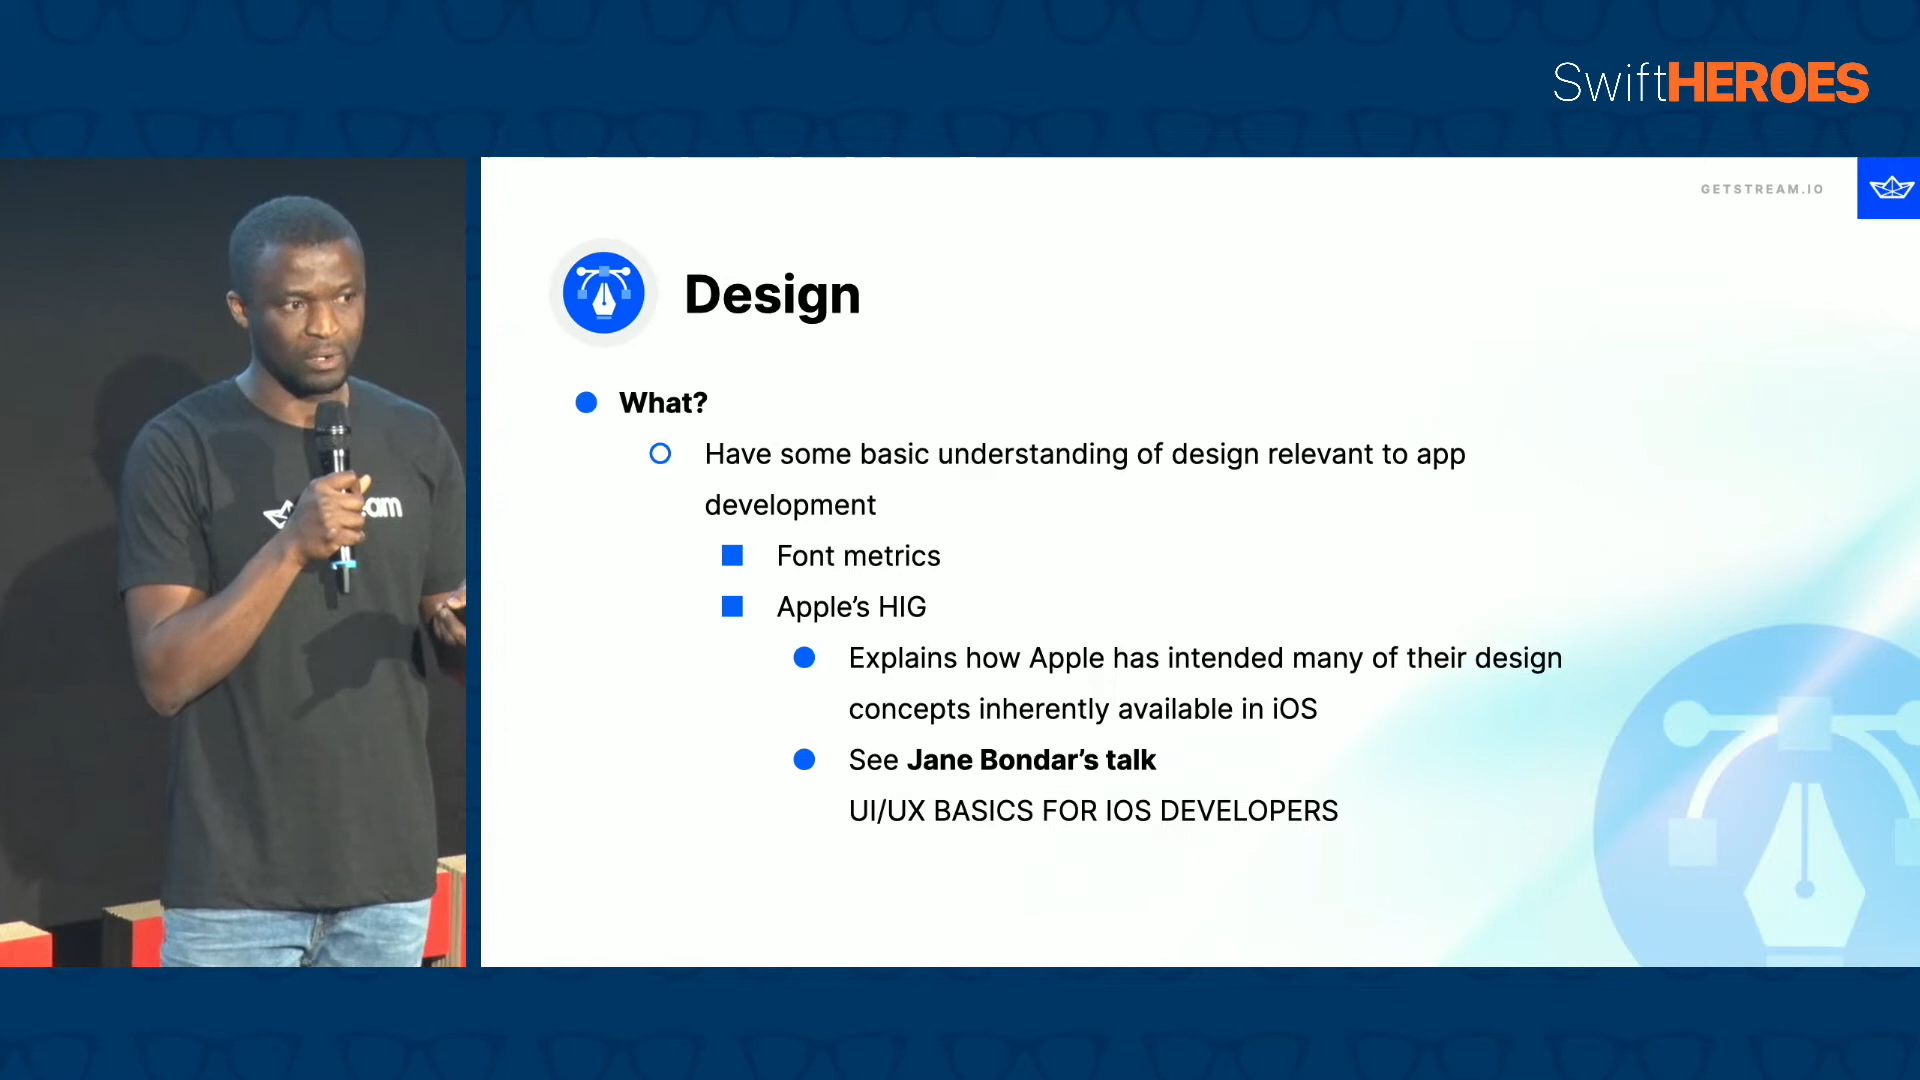 SwiftHEROES
GETSTREAM.IO
Design
What?
Have some basic understanding of design relevant to app
development
Font metrics
Apple’s HIG
Explains how Apple has intended many of their design
concepts inherently available in iOS
See Jane Bondar’s talk
UI/UX BASICS FOR IOS DEVELOPERS
am